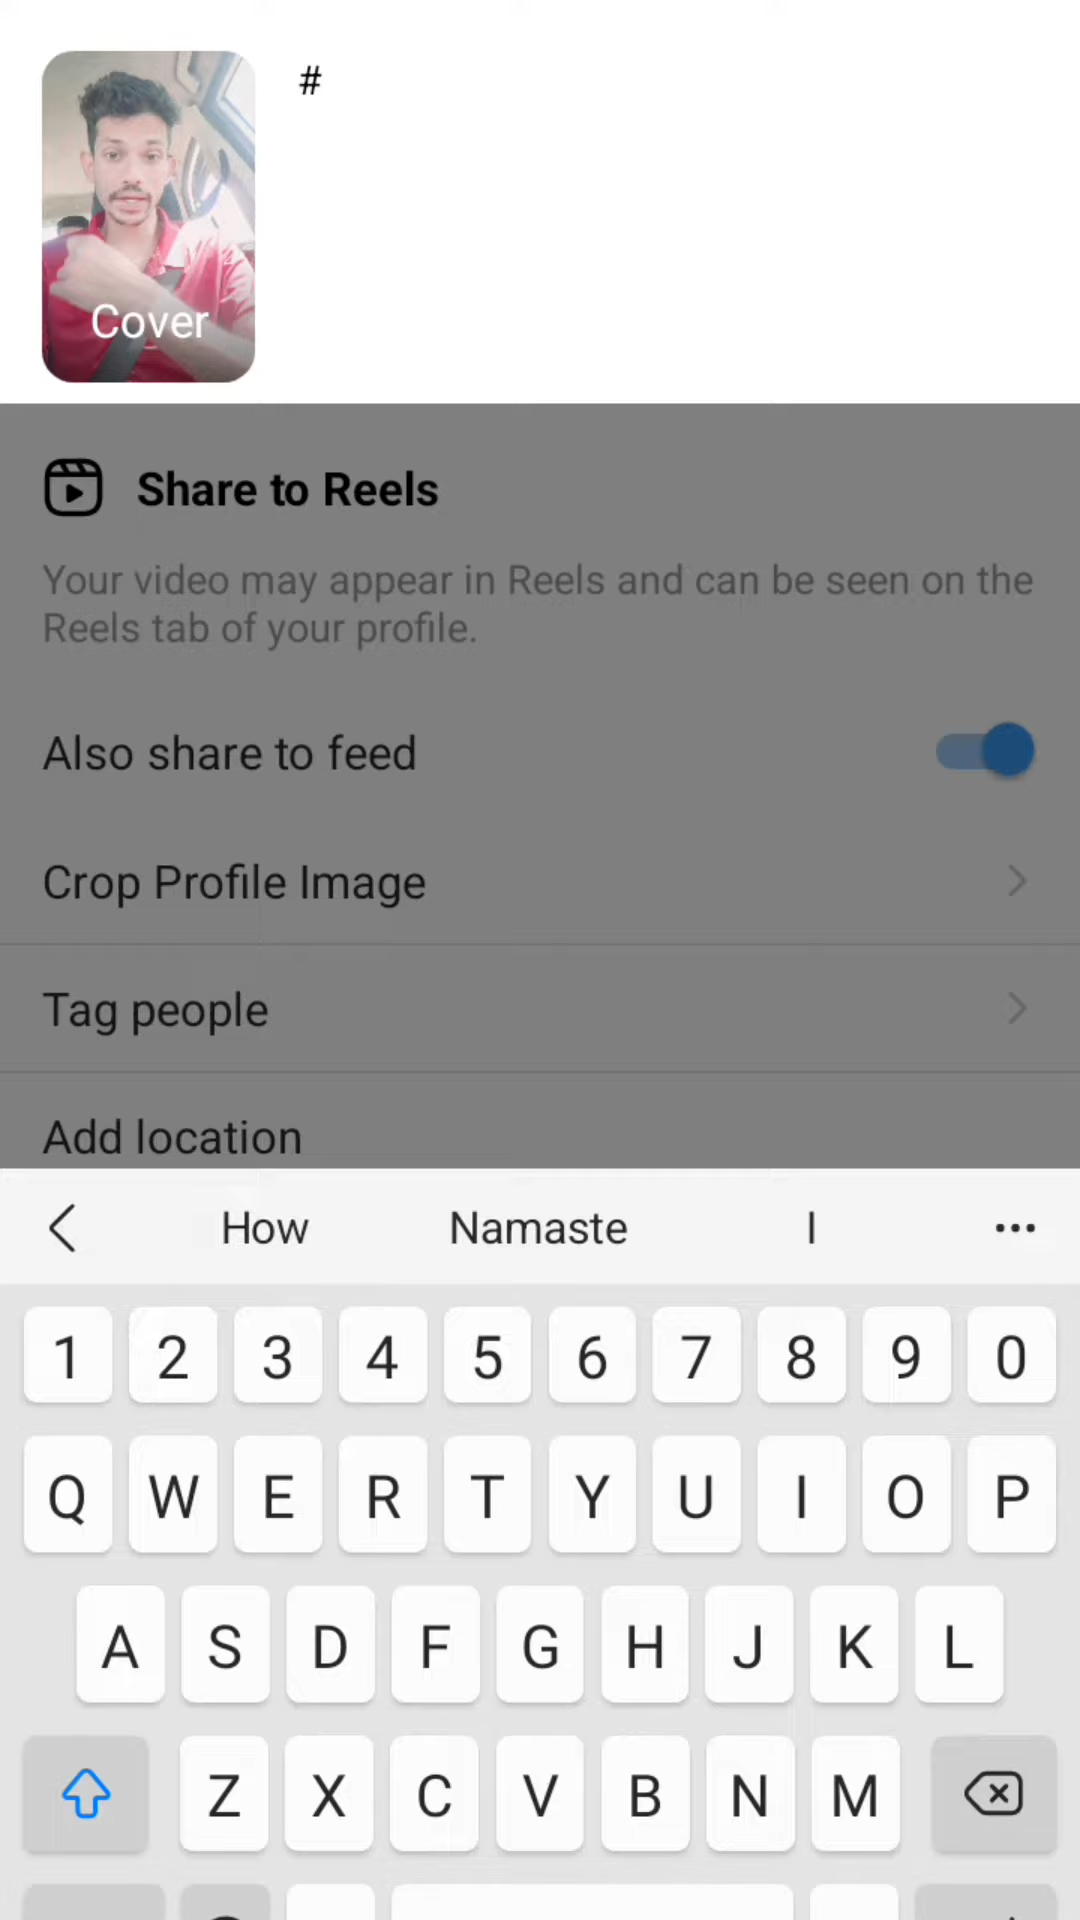 #
Cover
Share to Reels
Your video may appear in Reels and can be seen on the
Reels tab of your profile.
Also share to feed
Crop Profile Image
Tag people
Add location
How Namaste I
1 2 3 4 5 6 7 8 9 0
Q W E R T Y U I O P
A S D F G H J K L
Z X C V B N M